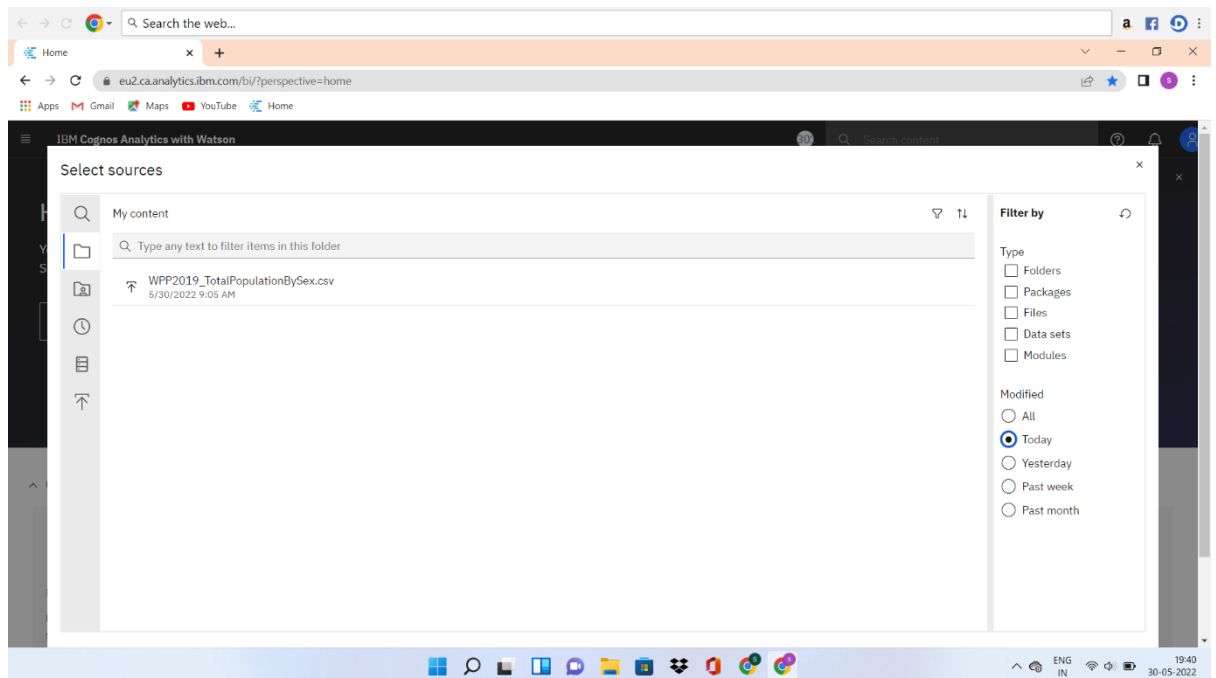 Search the web...
a
Home
eu2.ca.analytics.ibm.com/bi/?perspective=home
S
Apps Gmail Maps YouTube Home
IBM Cognos Analytics with Watson
Search content
Select sources
My content
Filter by
Type any text to filter items in this folder
Type
Folders
WPP2019_TotalPopulationBySex.csv
5/30/2022 9:05 AM
Packages
Files
Data sets
Modules
Modified
All
Today
Yesterday
Past week
Past month
ENG
IN
19:40
30-05-2022